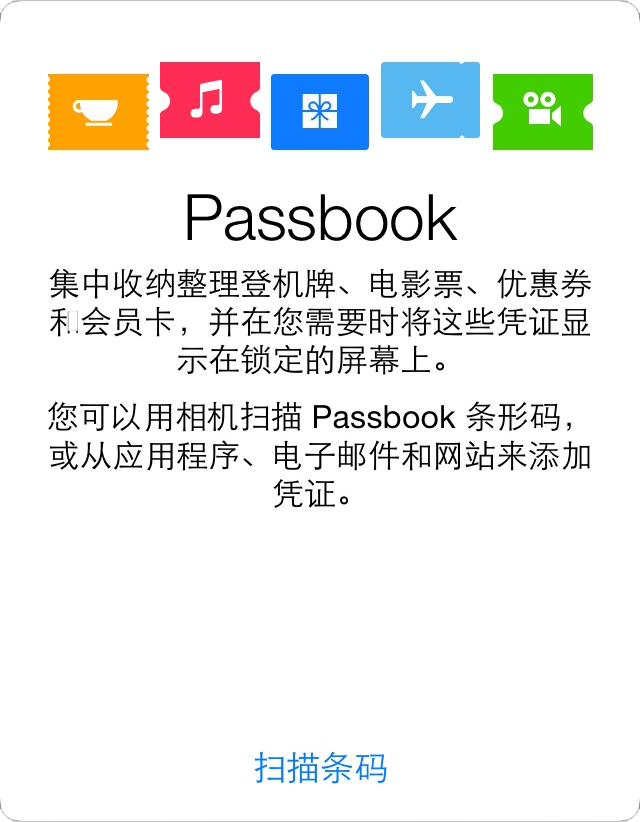 Passbook
集中收纳整理登机牌、电影票、优惠券
和会员卡，并在您需要时将这些凭证显
示在锁定的屏幕上。
您可以用相机扫描 Passbook 条形码，
或从应用程序、电子邮件和网站来添加
凭证。
扫描条码